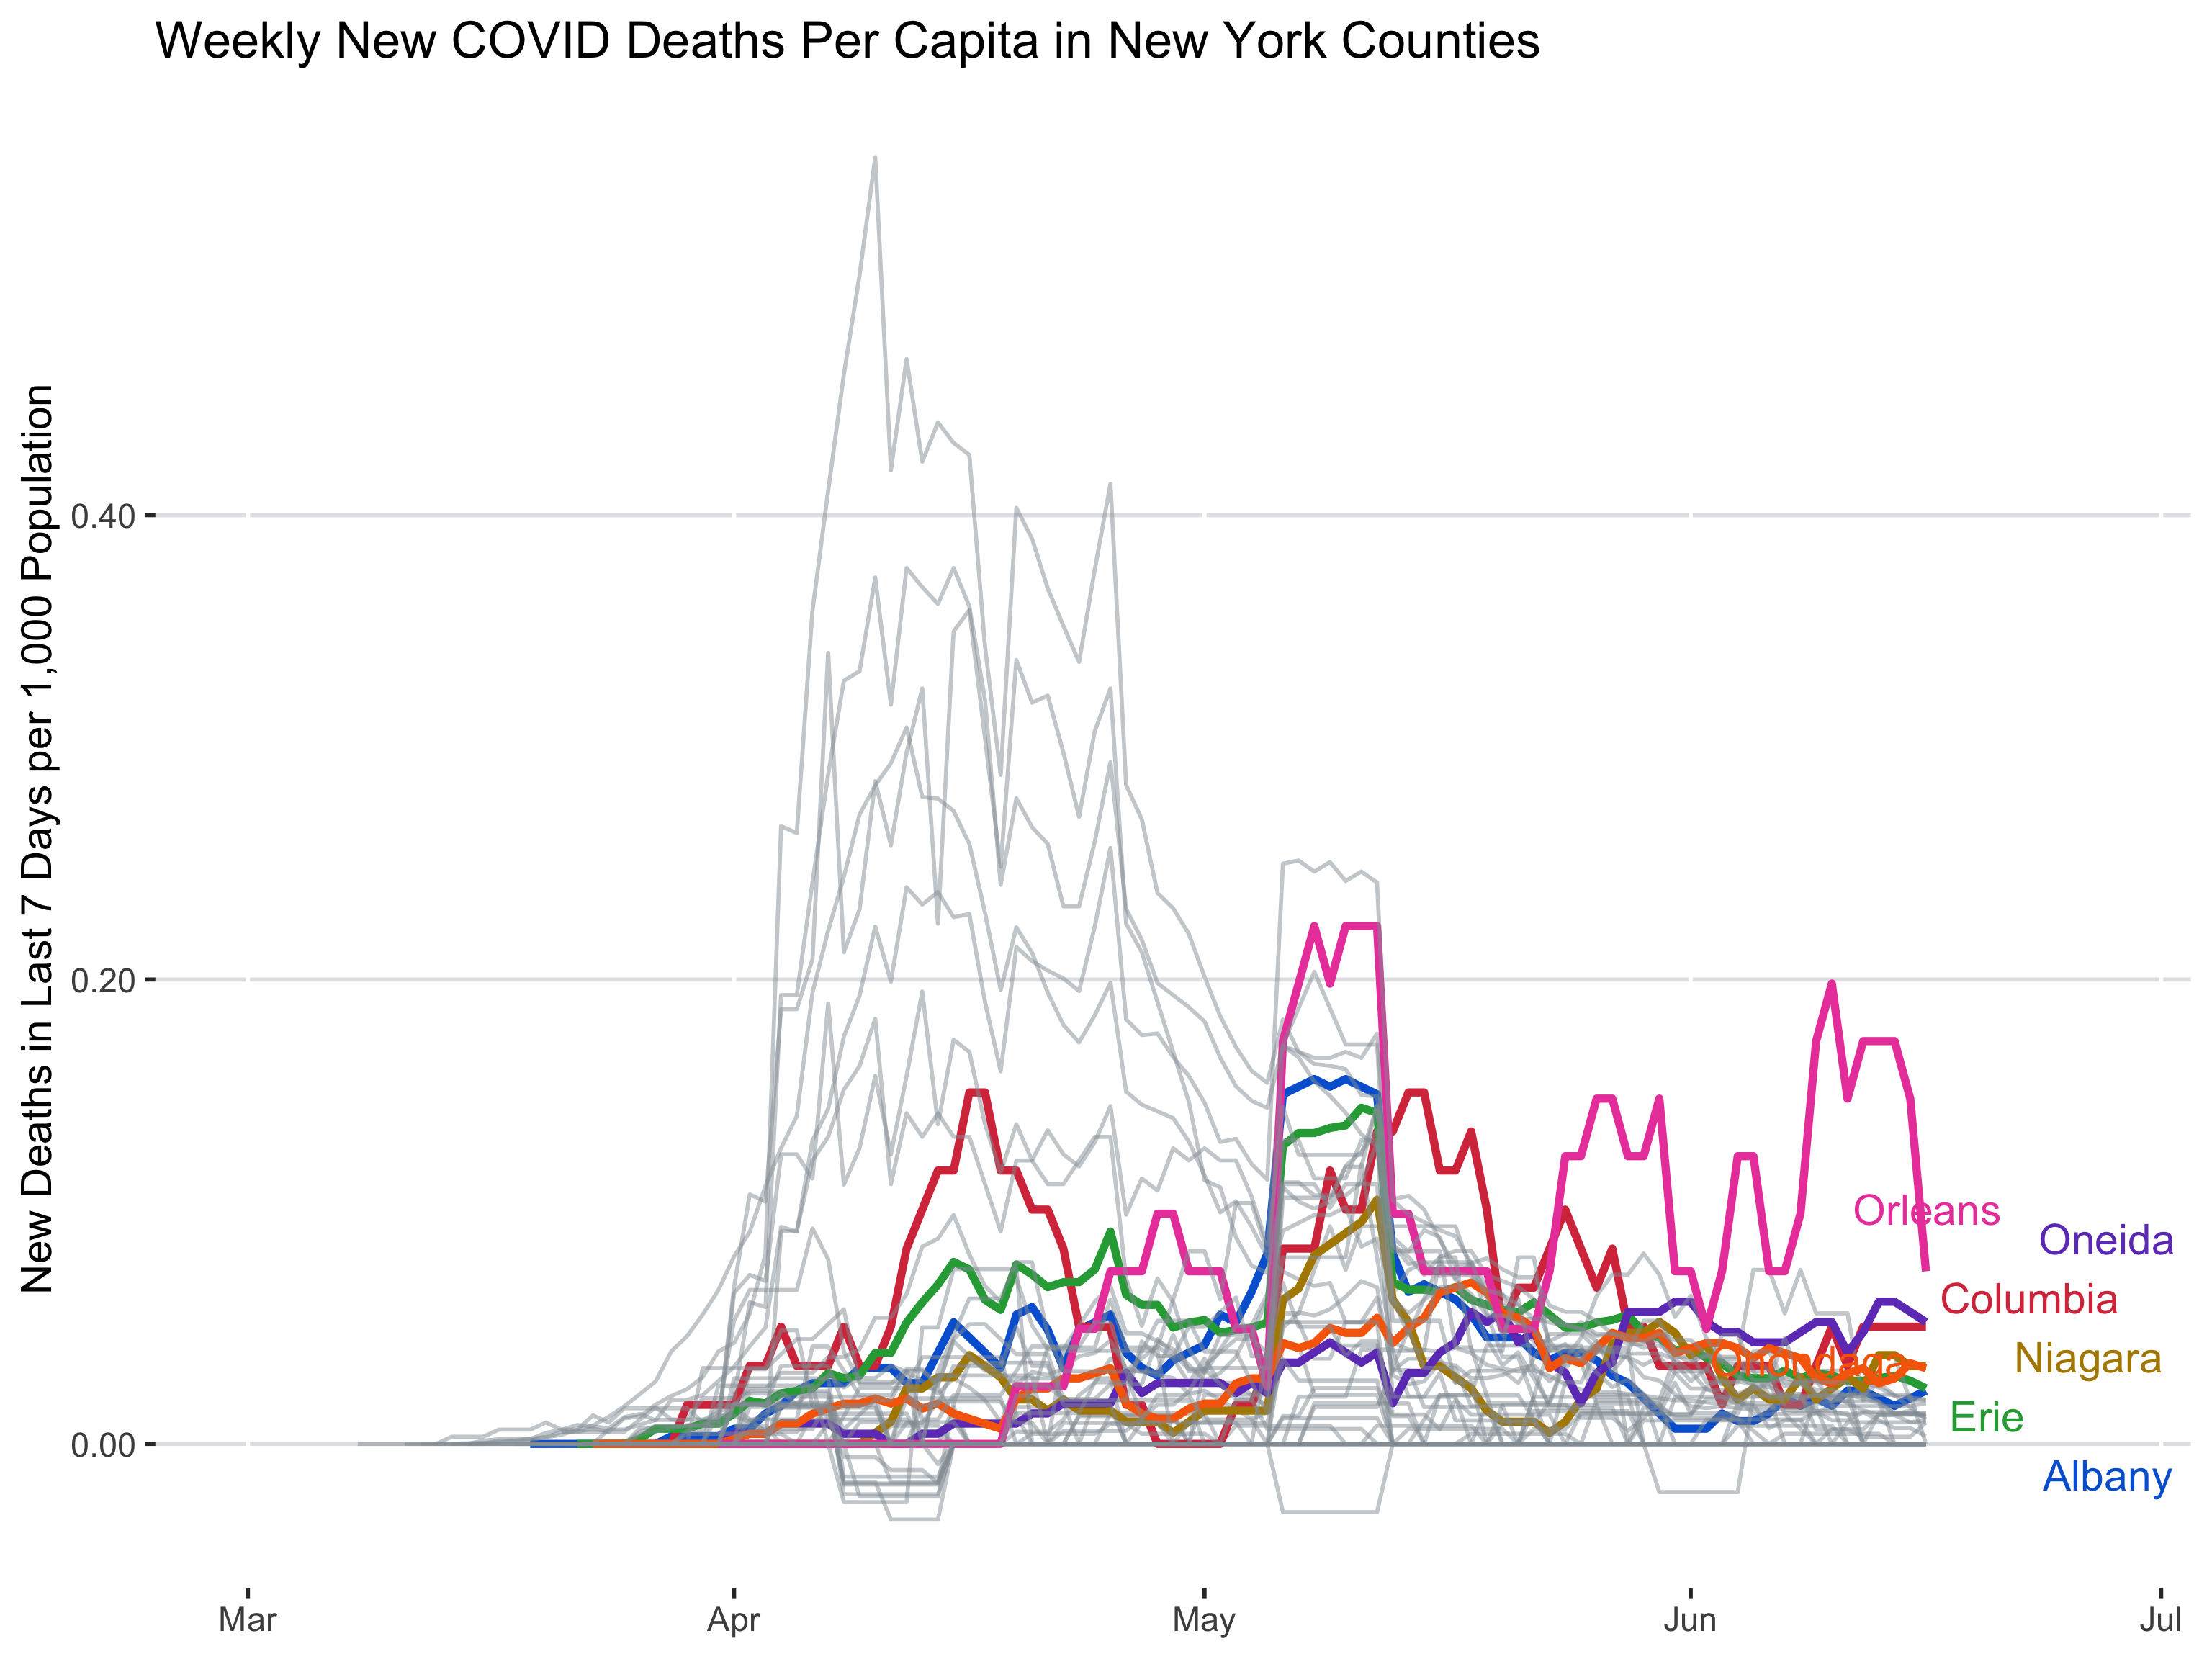 Weekly New COVID Deaths Per Capita in New York Counties
New Deaths in Last 7 Days per 1,000 Population
0.40
0.20
0.00
Orleans
Oneida
Columbia
Niagara
Onondaga
Erie
Albany
Mar
Apr
May
Jun
Jul